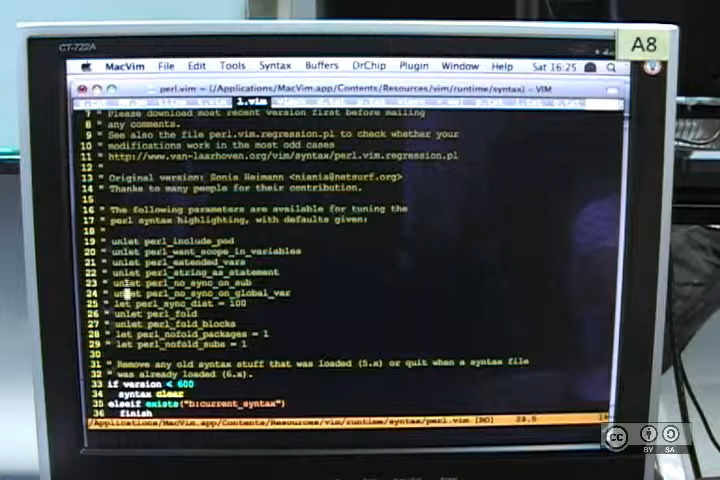 CT-722A
A8
MacVim File Edit Tools Syntax Buffers DrChip Plugin Window Help Sat 16:25
perl.vim — (/Applications/MacVim.app/Contents/Resources/vim/runtime/syntax) — VIM
7 " Please download most recent version first before mailing
8 " any comments.
9 " See also the file perl.vim.regression.pl to check whether your
10 " modifications work in the most odd cases
11 " http://www.van-laarhoven.org/vim/syntax/perl.vim.regression.pl
12 "
13 " Original version: Sonia Heimann <niania@netsurf.org>
14 " Thanks to many people for their contribution.
15
16 " The following parameters are available for tuning the
17 " perl syntax highlighting, with defaults given:
18 "
19 " unlet perl_include_pod
20 " unlet perl_want_scope_in_variables
21 " unlet perl_extended_vars
22 " unlet perl_string_as_statement
23 " unlet perl_no_sync_on_sub
24 " unlet perl_no_sync_on_global_var
25 " let perl_sync_dist = 100
26 " unlet perl_fold
27 " unlet perl_fold_blocks
28 " let perl_nofold_packages = 1
29 " let perl_nofold_subs = 1
30
31 " Remove any old syntax stuff that was loaded (5.x) or quit when a syntax file
32 " was already loaded (6.x).
33 if version < 600
34 syntax clear
35 elseif exists("b:current_syntax")
36 finish
/Applications/MacVim.app/Contents/Resources/vim/runtime/syntax/perl.vim [RO]
cc
BY SA